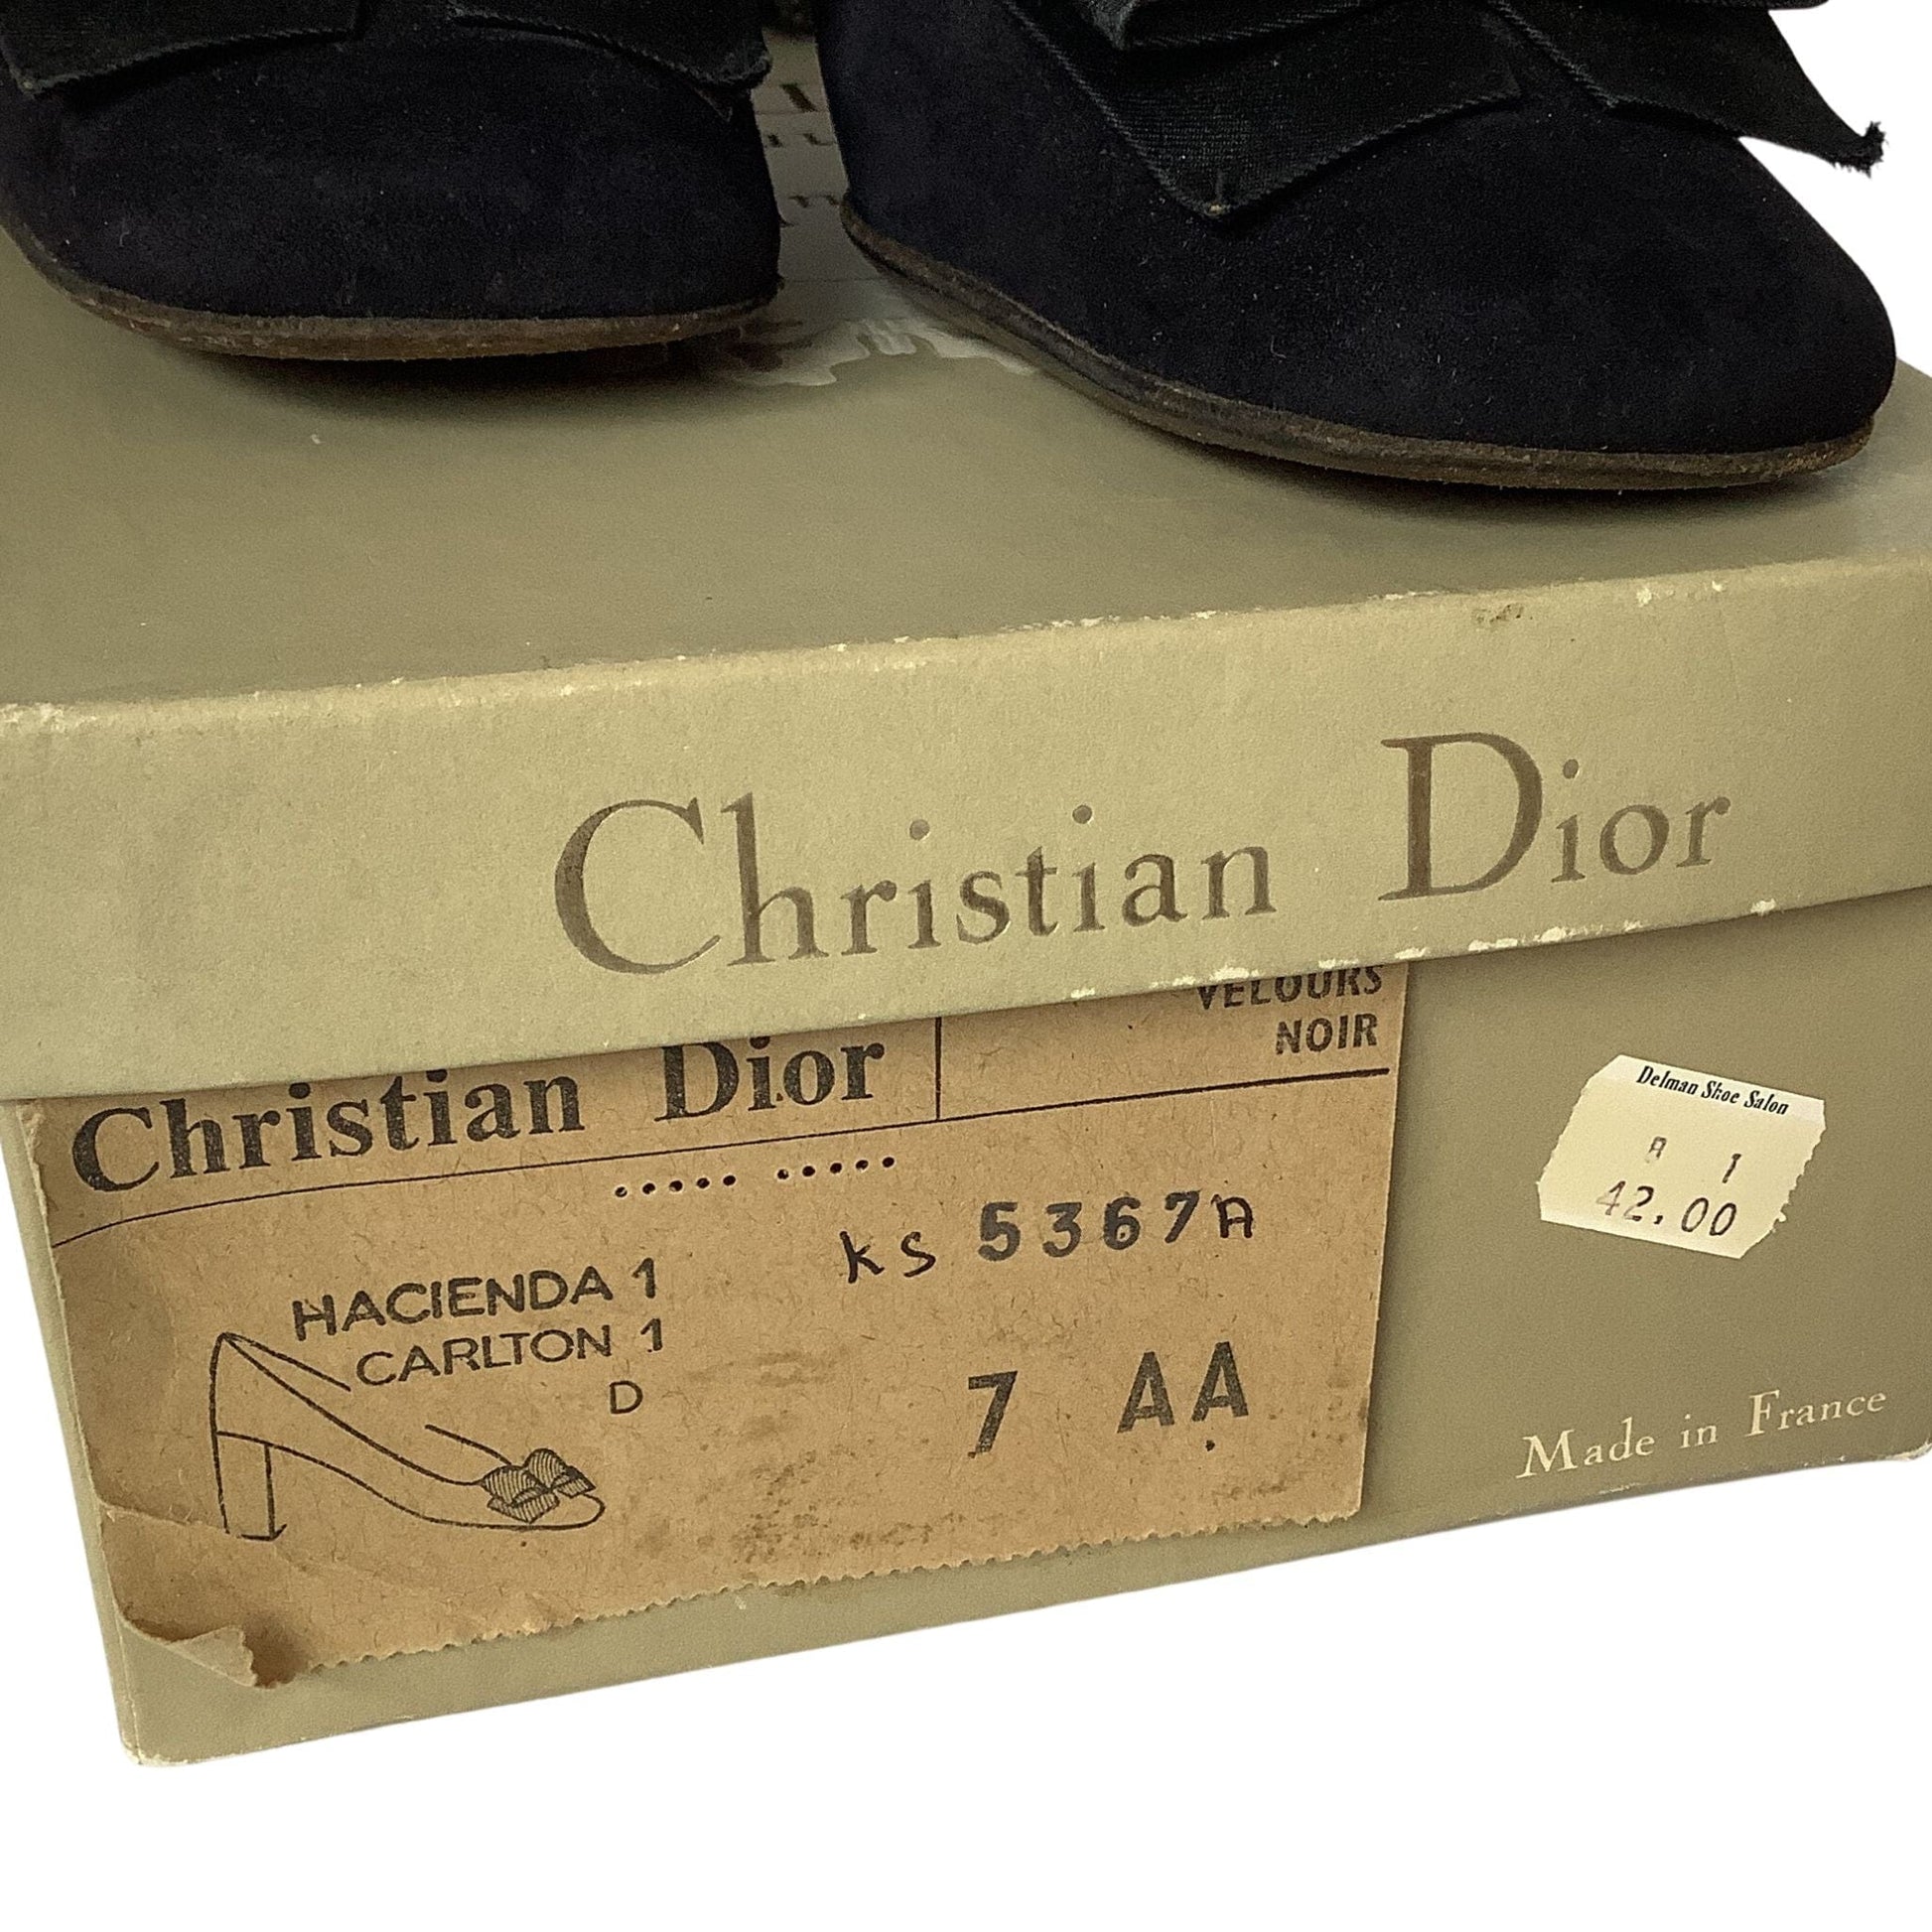 Christian Dior
VELOURS
NOIR
Christian Dior
ks 5367A
HACIENDA 1
CARLTON 1
D
7 AA
Delman Shoe Salon
1
42.00
Made in France